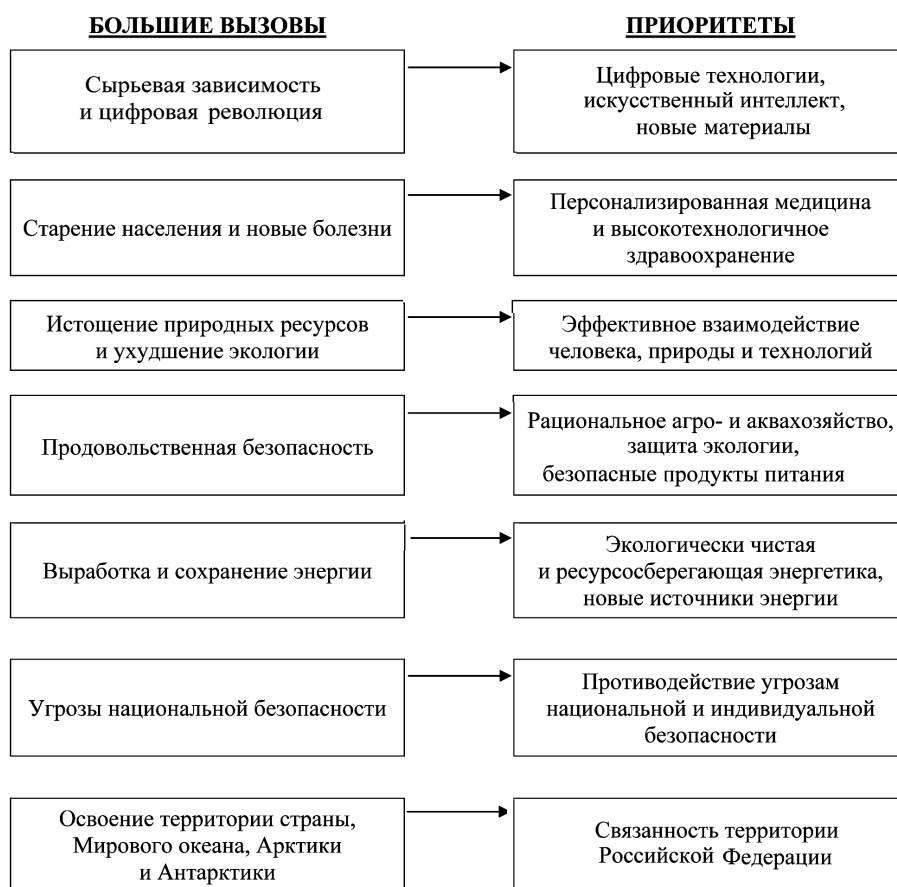 БОЛЬШИЕ ВЫЗОВЫ
ПРИОРИТЕТЫ
Сырьевая зависимость
и цифровая революция
Цифровые технологии,
искусственный интеллект,
новые материалы
Старение населения и новые болезни
Персонализированная медицина
и высокотехнологичное
здравоохранение
Истощение природных ресурсов
и ухудшение экологии
Эффективное взаимодействие
человека, природы и технологий
Продовольственная безопасность
Рациональное агро- и аквахозяйство,
защита экологии,
безопасные продукты питания
Выработка и сохранение энергии
Экологически чистая
и ресурсосберегающая энергетика,
новые источники энергии
Угрозы национальной безопасности
Противодействие угрозам
национальной и индивидуальной
безопасности
Освоение территории страны,
Мирового океана, Арктики
и Антарктики
Связанность территории
Российской Федерации